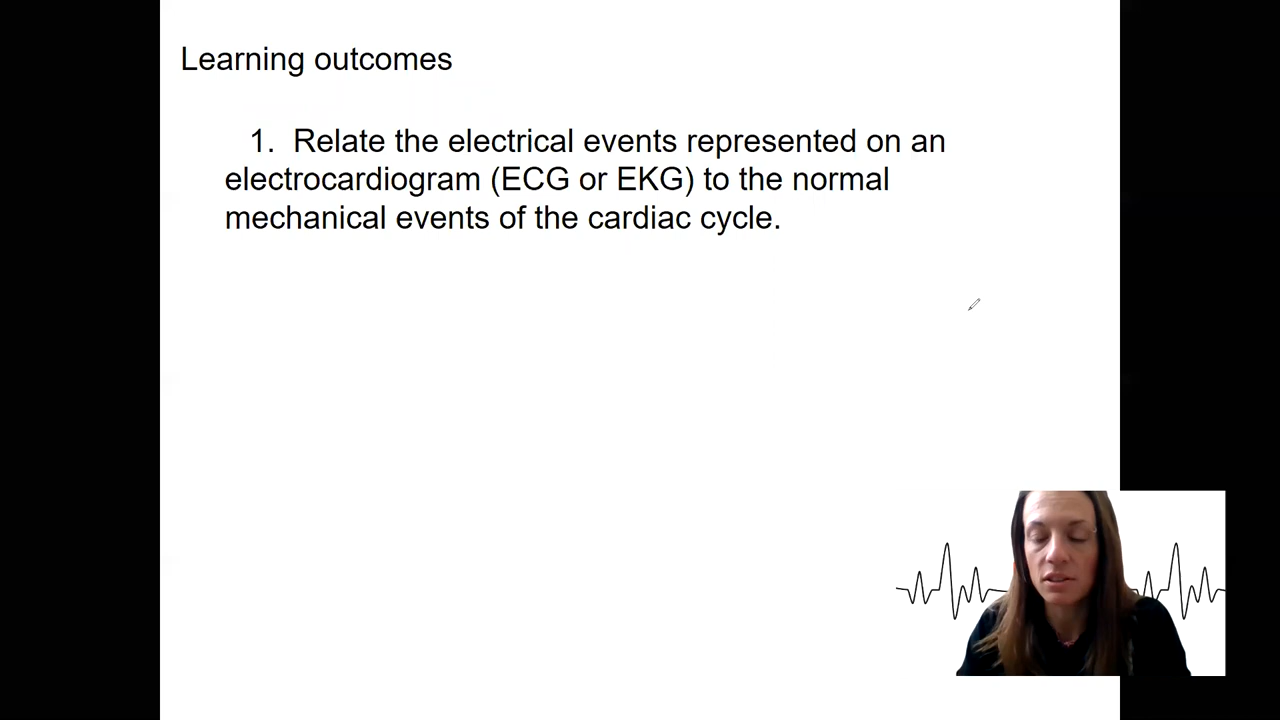 Learning outcomes
1. Relate the electrical events represented on an
electrocardiogram (ECG or EKG) to the normal
mechanical events of the cardiac cycle.